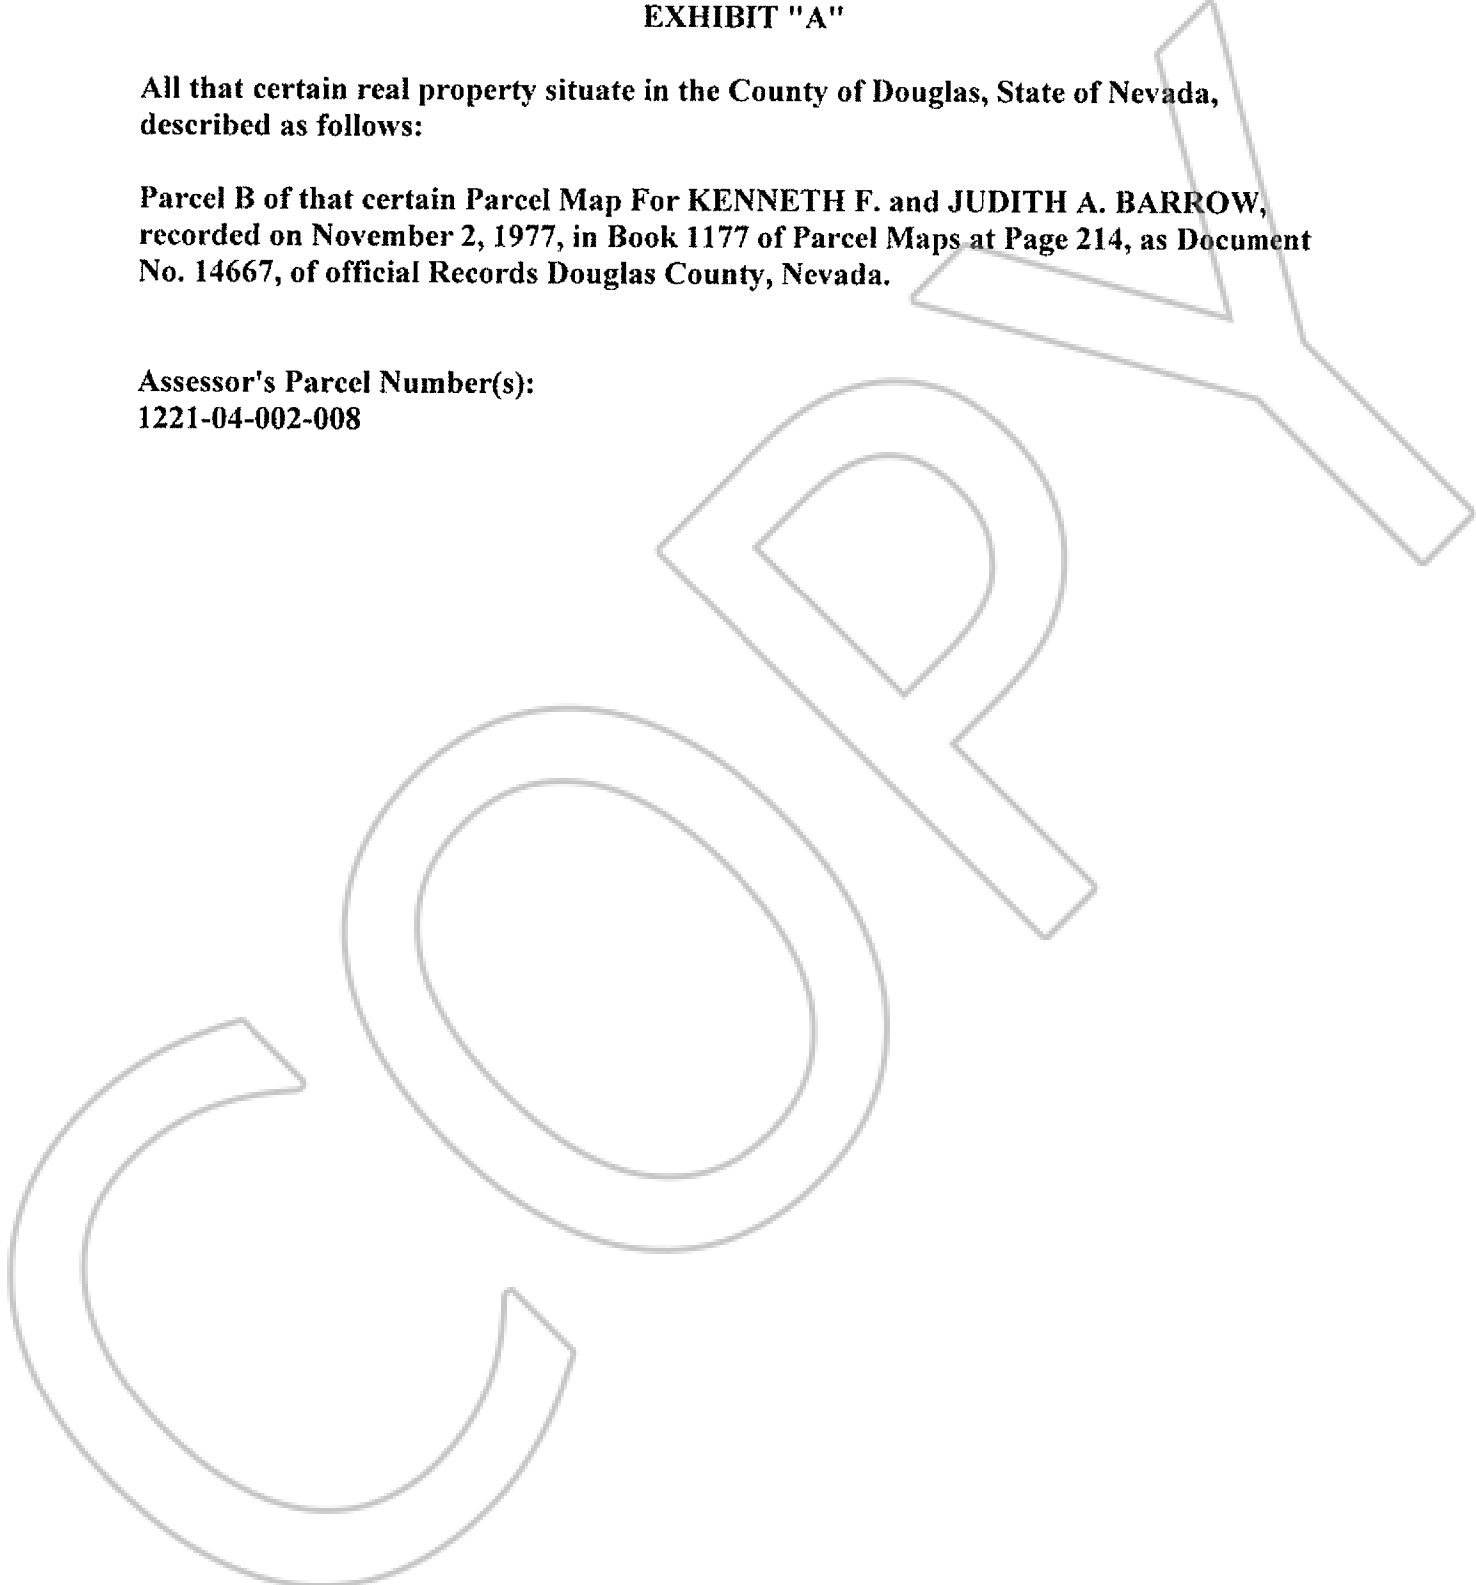 EXHIBIT "A"
All that certain real property situate in the County of Douglas, State of Nevada,
described as follows:
Parcel B of that certain Parcel Map For KENNETH F. and JUDITH A. BARROW,
recorded on November 2, 1977, in Book 1177 of Parcel Maps at Page 214, as Document
No. 14667, of official Records Douglas County, Nevada.
Assessor's Parcel Number(s):
1221-04-002-008
COPY